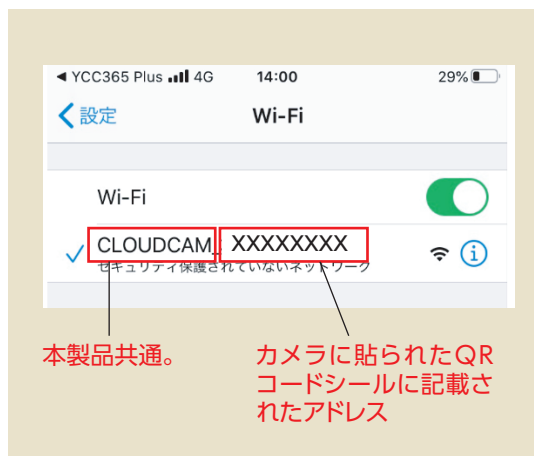 ◀ YCC365 Plus 4G 14:00 29%
設定 Wi-Fi
Wi-Fi
CLOUDCAM_XXXXXXXX
セキュリティ保護されていないネットワーク
本製品共通。
カメラに貼られたQR
コードシールに記載さ
れたアドレス